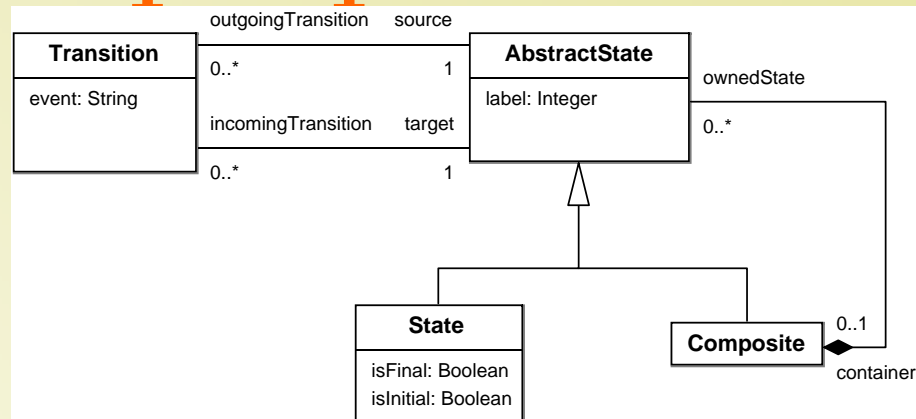 outgoingTransition source
Transition
0..* 1
event: String
incomingTransition target
0..* 1
AbstractState
label: Integer
ownedState
0..*
State
isFinal: Boolean
isInitial: Boolean
Composite
0..1
container